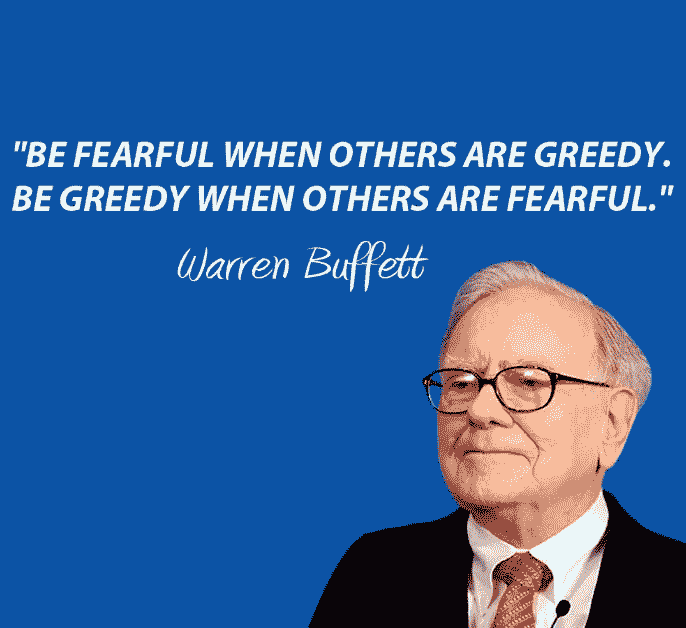 "BE FEARFUL WHEN OTHERS ARE GREEDY.
BE GREEDY WHEN OTHERS ARE FEARFUL."
Warren Buffett